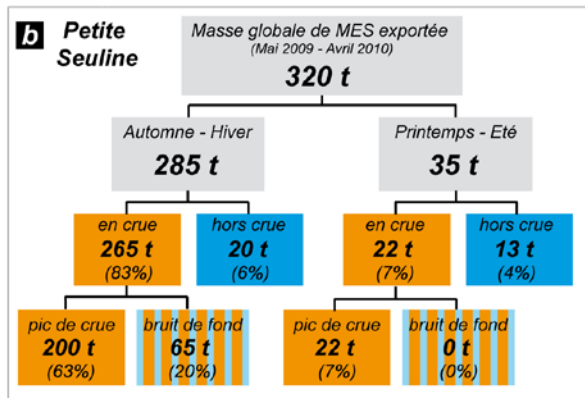 b Petite Seuline
Masse globale de MES exportée
(Mai 2009 - Avril 2010)
320 t
Automne - Hiver
285 t
Printemps - Eté
35 t
en crue
265 t
(83%)
hors crue
20 t
(6%)
en crue
22 t
(7%)
hors crue
13 t
(4%)
pic de crue
200 t
(63%)
bruit de fond
65 t
(20%)
pic de crue
22 t
(7%)
bruit de fond
0 t
(0%)